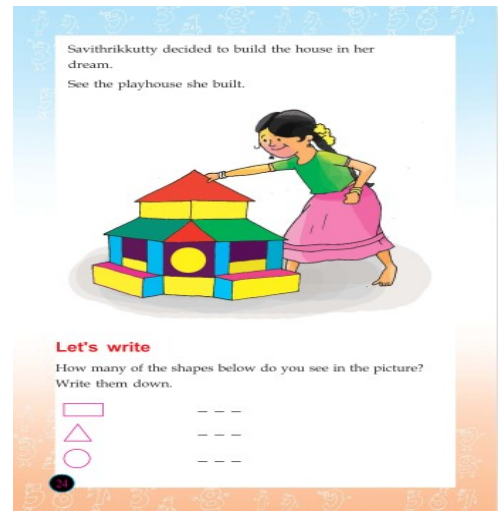 Savithrikkutty decided to build the house in her
dream.
See the playhouse she built.
Let's write
How many of the shapes below do you see in the picture?
Write them down.
_ _ _
_ _ _
_ _ _
24